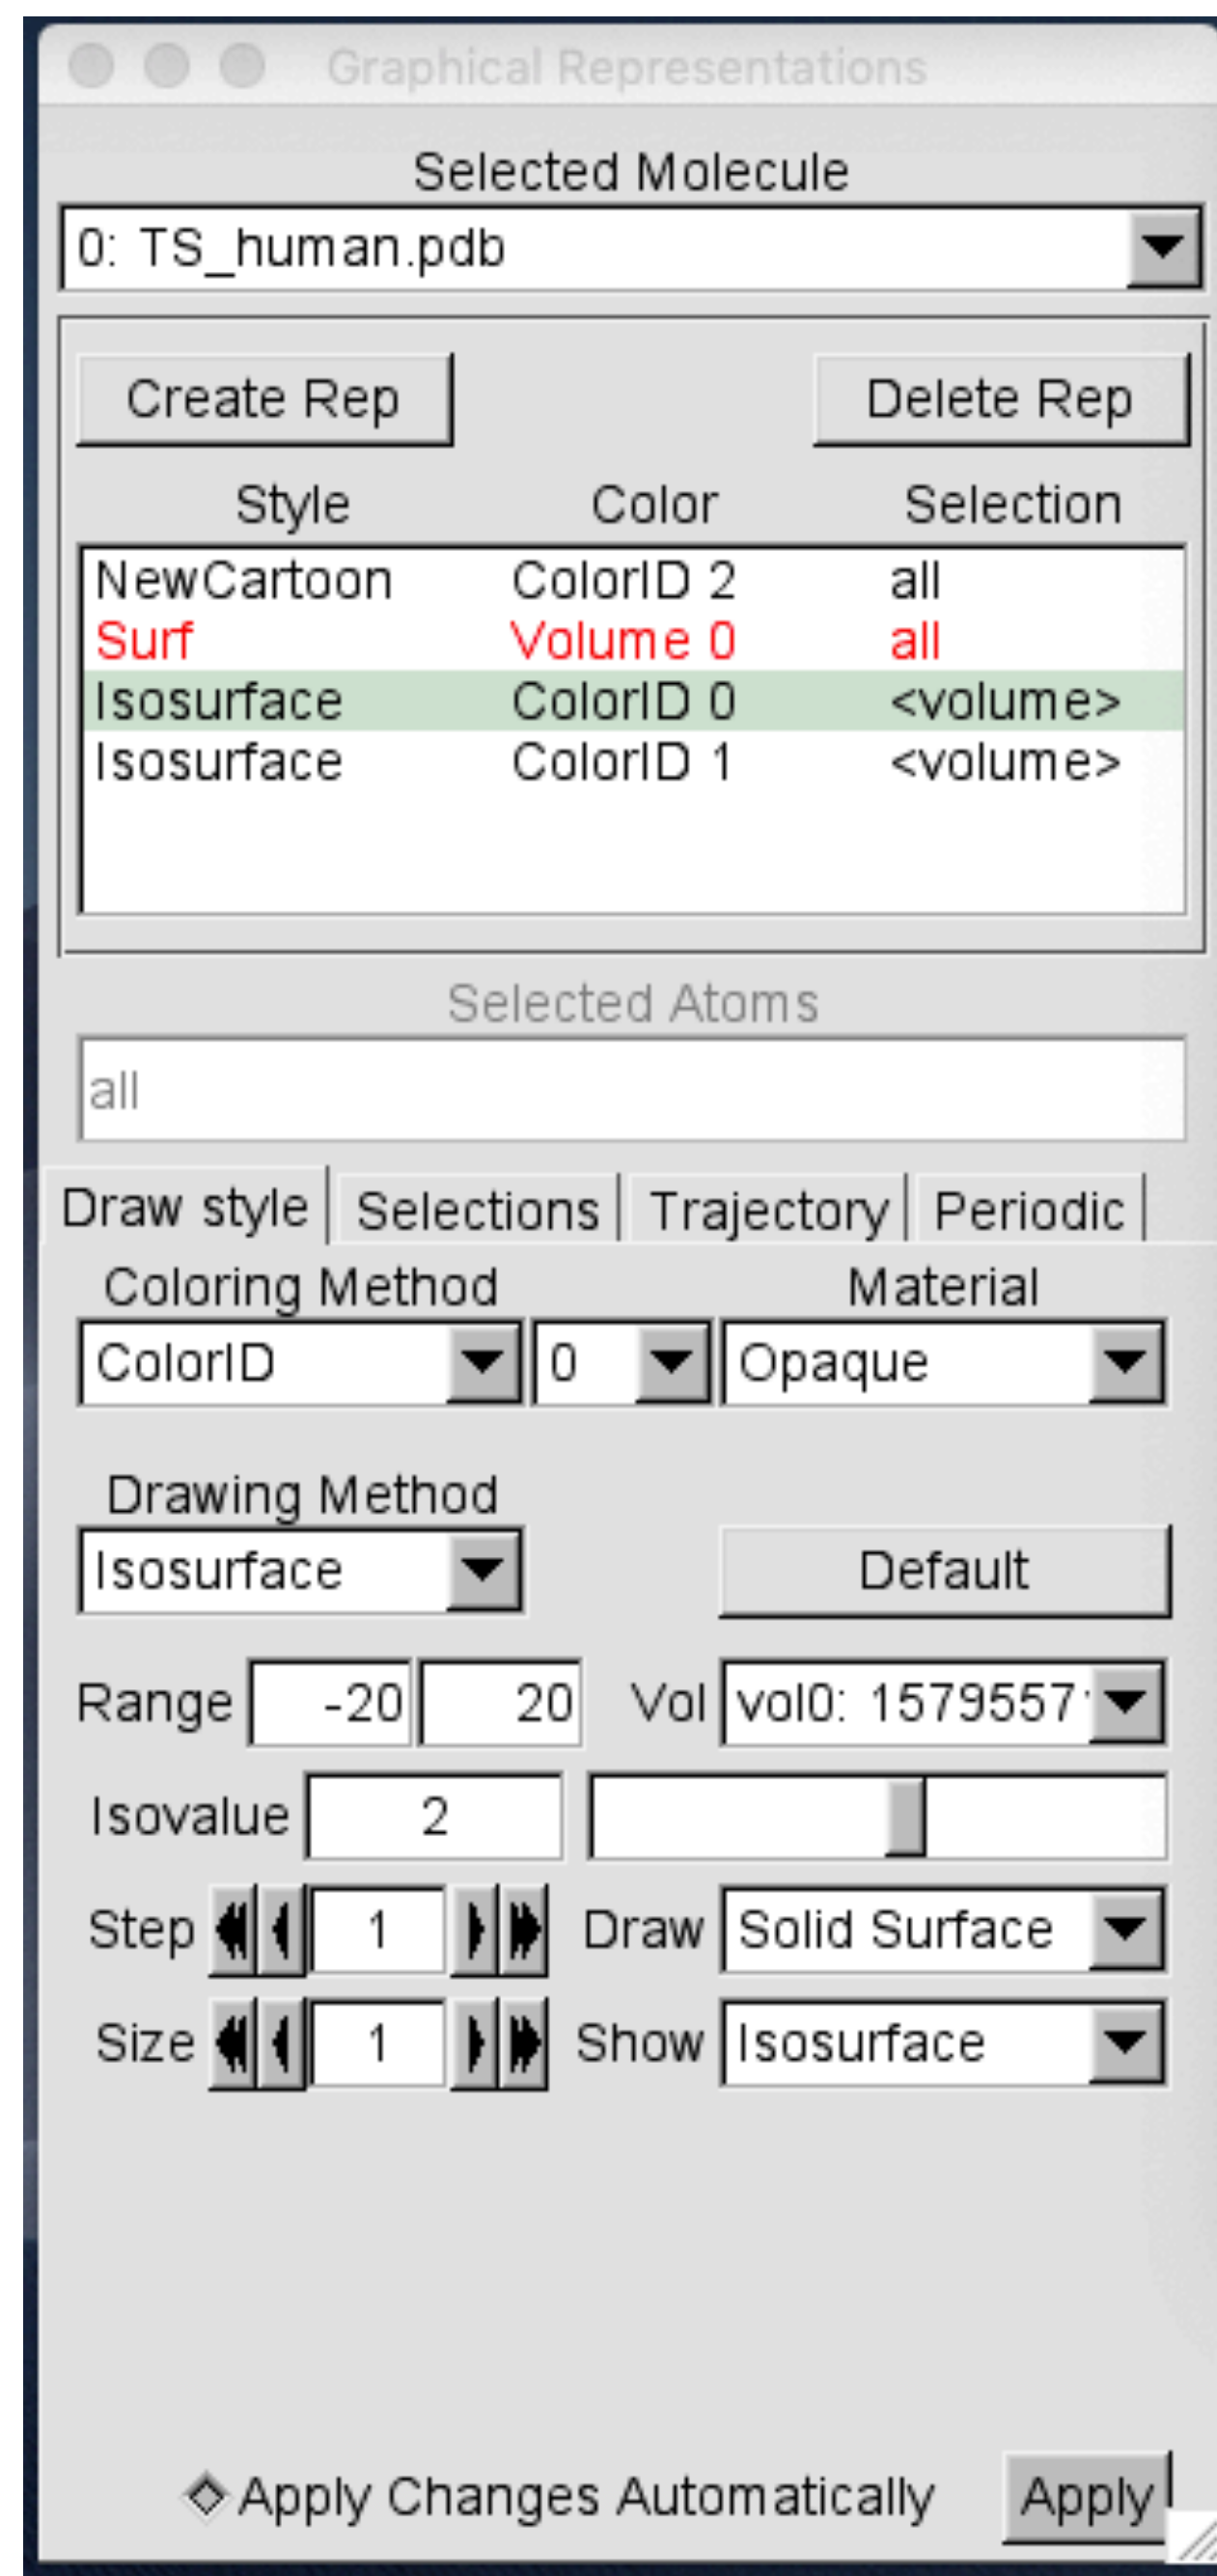 Graphical Representations
Selected Molecule
0: TS_human.pdb
Create Rep Delete Rep
Style Color Selection
NewCartoon ColorID 2 all
Surf Volume 0 all
Isosurface ColorID 0 <volume>
Isosurface ColorID 1 <volume>
Selected Atoms
all
Draw style Selections Trajectory Periodic
Coloring Method Material
ColorID 0 Opaque
Drawing Method
Isosurface Default
Range -20 20 Vol vol0: 1579557
Isovalue 2
Step 1 Draw Solid Surface
Size 1 Show Isosurface
Apply Changes Automatically Apply